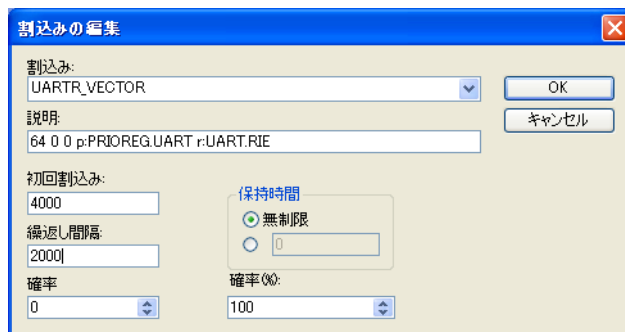 割込みの編集
割込み:
UARTR_VECTOR
OK
説明:
キャンセル
64 0 0 p:PRIOREG.UART r:UART.RIE
初回割込み:
4000
保持時間
無制限
繰返し間隔:
0
2000
確率
確率(%):
0
100